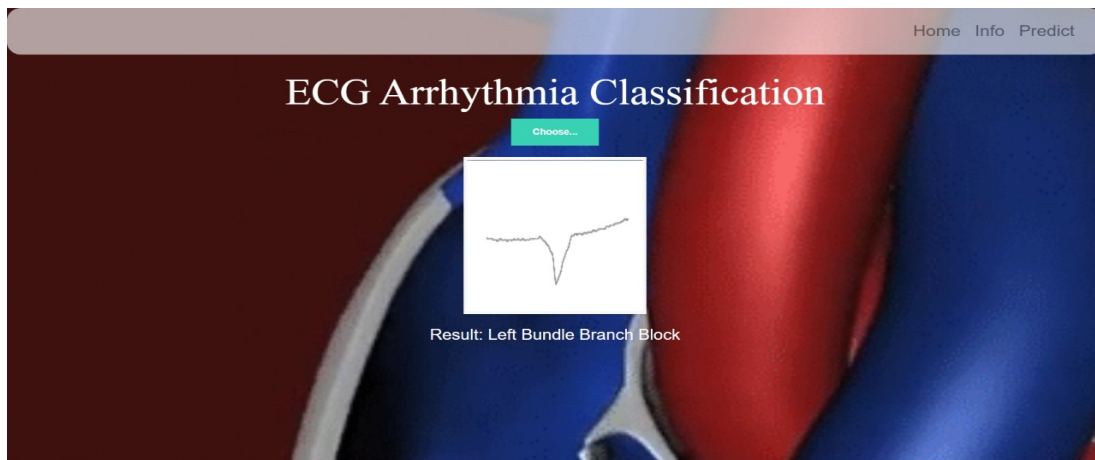 Home Info Predict
ECG Arrhythmia Classification
Choose...
Result: Left Bundle Branch Block